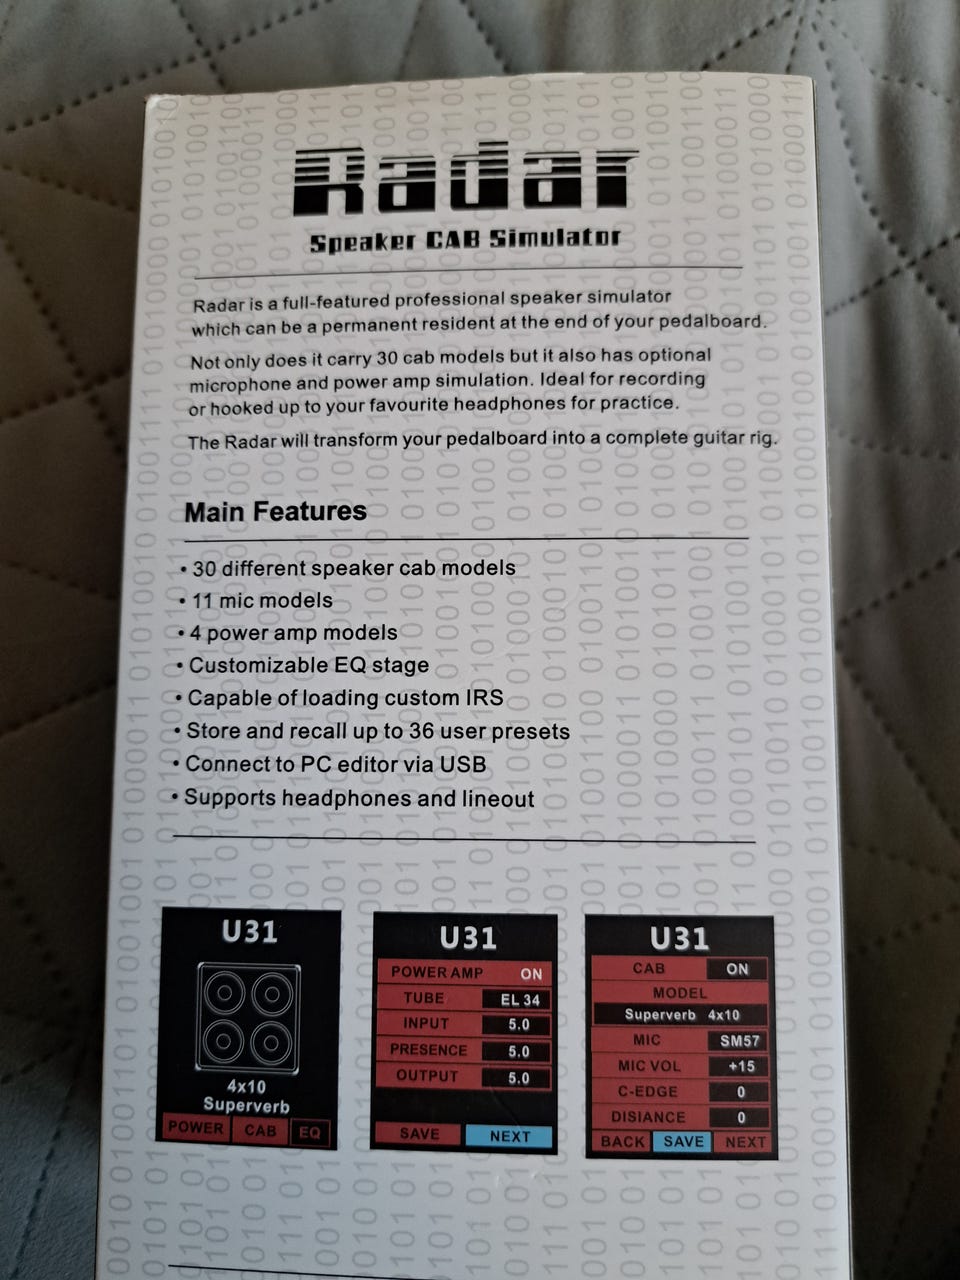 Radar
Speaker CAB Simulator
Radar is a full-featured professional speaker simulator
which can be a permanent resident at the end of your pedalboard.
Not only does it carry 30 cab models but it also has optional
microphone and power amp simulation. Ideal for recording
or hooked up to your favourite headphones for practice.
The Radar will transform your pedalboard into a complete guitar rig.
Main Features
• 30 different speaker cab models
• 11 mic models
• 4 power amp models
• Customizable EQ stage
• Capable of loading custom IRS
• Store and recall up to 36 user presets
• Connect to PC editor via USB
• Supports headphones and lineout
U31
4x10
Superverb
POWER CAB EQ
U31
POWER AMP ON
TUBE EL 34
INPUT 5.0
PRESENCE 5.0
OUTPUT 5.0
SAVE NEXT
U31
CAB ON
MODEL
Superverb 4x10
MIC SM57
MIC VOL +15
C-EDGE 0
DISIANCE 0
BACK SAVE NEXT